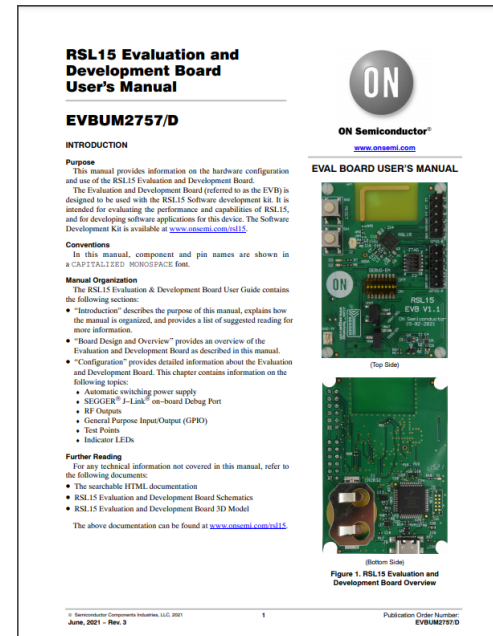 RSL15 Evaluation and
Development Board
User's Manual
EVBUM2757/D
INTRODUCTION
Purpose
This manual provides information on the hardware configuration
and use of the RSL15 Evaluation and Development Board.
The Evaluation and Development Board (referred to as the EVB) is
designed to be used with the RSL15 Software development kit. It is
intended for evaluating the performance and capabilities of RSL15,
and for developing software applications for this device. The Software
Development Kit is available at www.onsemi.com/rsl15.
Conventions
In this manual, component and pin names are shown in
a CAPITALIZED MONOSPACE font.
Manual Organization
The RSL15 Evaluation & Development Board User Guide contains
the following sections:
• “Introduction” describes the purpose of this manual, explains how
the manual is organized, and provides a list of suggested reading for
more information.
• “Board Design and Overview” provides an overview of the
Evaluation and Development Board as described in this manual.
• “Configuration” provides detailed information about the Evaluation
and Development Board. This chapter contains information on the
following topics:
♦ Automatic switching power supply
♦ SEGGER® J−Link® on−board Debug Port
♦ RF Outputs
♦ General Purpose Input/Output (GPIO)
♦ Test Points
♦ Indicator LEDs
Further Reading
For any technical information not covered in this manual, refer to
the following documents:
• The searchable HTML documentation
• RSL15 Evaluation and Development Board Schematics
• RSL15 Evaluation and Development Board 3D Model
The above documentation can be found at www.onsemi.com/rsl15.
ON
ON Semiconductor®
www.onsemi.com
EVAL BOARD USER'S MANUAL
RSL15
DEBUG-EN
ON
RSL15
EVB V1.1
ON Semiconductor
(Top Side)
(Bottom Side)
Figure 1. RSL15 Evaluation and
Development Board Overview
© Semiconductor Components Industries, LLC, 2021
June, 2021 − Rev. 3
1
Publication Order Number:
EVBUM2757/D